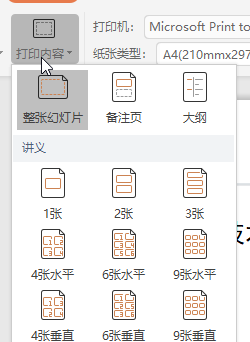 打印内容
打印机: Microsoft Print to
纸张类型: A4(210mmx297
整张幻灯片 备注页 大纲
讲义
1张 2张 3张
4张水平 6张水平 9张水平
4张垂直 6张垂直 9张垂直